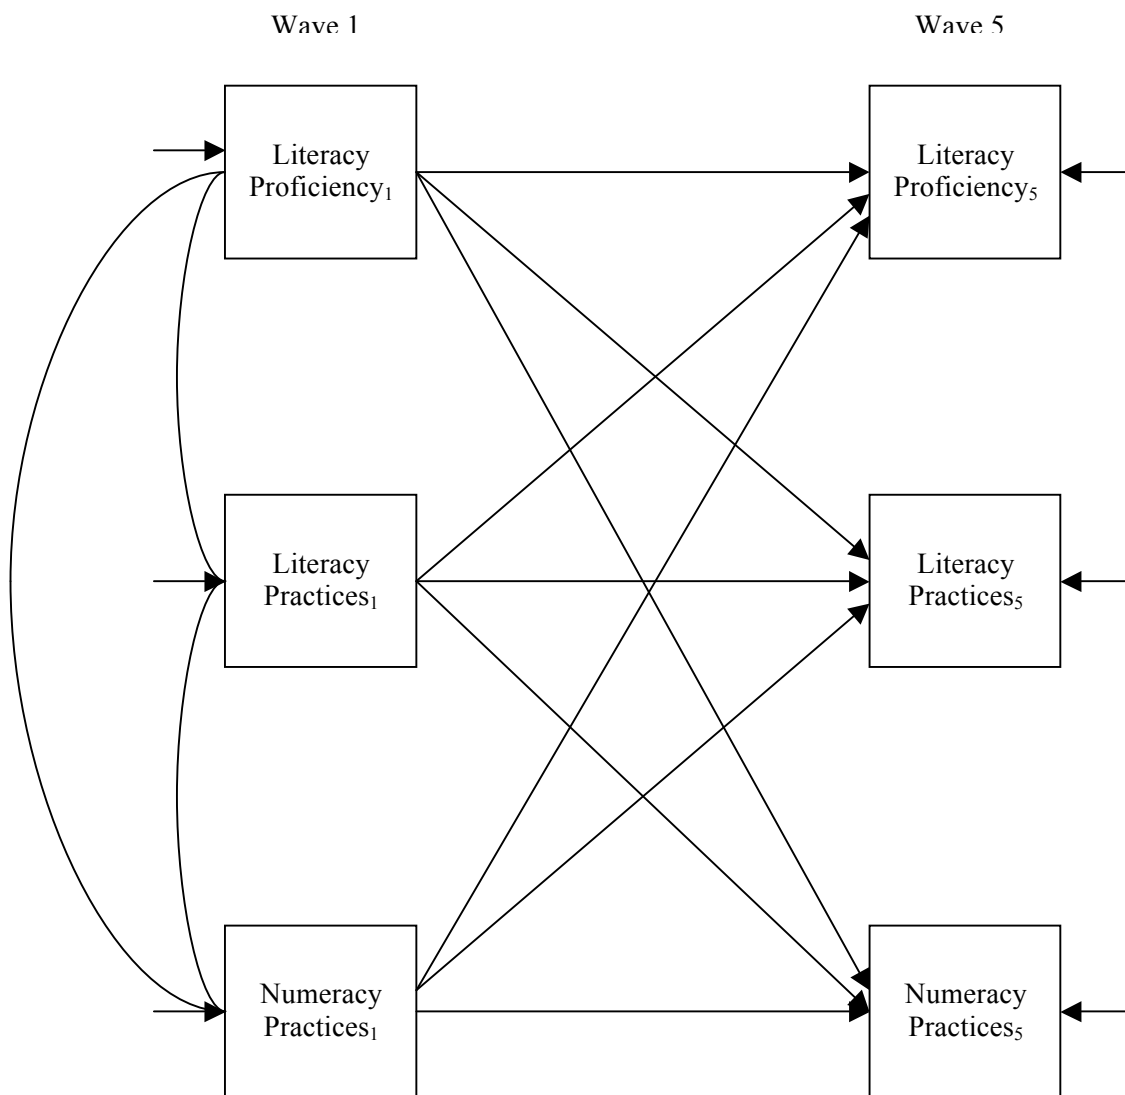 Wave 1
Wave 5
Literacy
Proficiency₁
Literacy
Proficiency₅
Literacy
Practices₁
Literacy
Practices₅
Numeracy
Practices₁
Numeracy
Practices₅